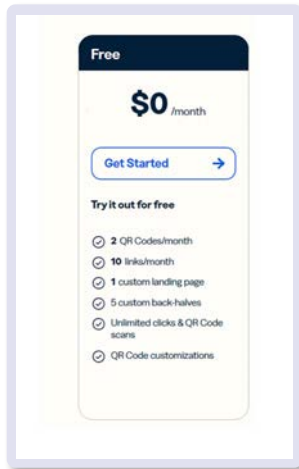 Free
$0 /month
Get Started
Try it out for free
2 QR Codes/month
10 links/month
1 custom landing page
5 custom back-halves
Unlimited clicks & QR Code
scans
QR Code customizations